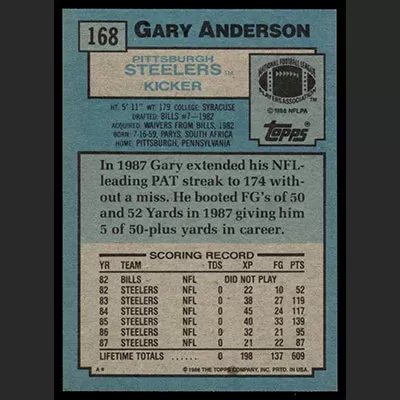 168 GARY ANDERSON
PITTSBURGH
STEELERS™
KICKER
HT. 5' 11" WT. 179 COLLEGE: SYRACUSE
DRAFTED: BILLS #7—1982
ACQUIRED: WAIVERS FROM BILLS, 1982
BORN: 7-16-59, PARYS, SOUTH AFRICA
HOME: PITTSBURGH, PENNSYLVANIA
NATIONAL FOOTBALL LEAGUE
PLAYERS ASSOCIATION
© 1988 NFLPA
TOPPS
In 1987 Gary extended his NFL-
leading PAT streak to 174 with-
out a miss. He booted FG's of 50
and 52 Yards in 1987 giving him
5 of 50-plus yards in career.
SCORING RECORD
YR TEAM TDS XP FG PTS
82 BILLS NFL DID NOT PLAY
82 STEELERS NFL 0 22 10 52
83 STEELERS NFL 0 38 27 119
84 STEELERS NFL 0 45 24 117
85 STEELERS NFL 0 40 33 139
86 STEELERS NFL 0 32 21 95
87 STEELERS NFL 0 21 22 87
LIFETIME TOTALS ...... 0 198 137 609
A* © 1988 THE TOPPS COMPANY, INC. PRTD. IN U.S.A.